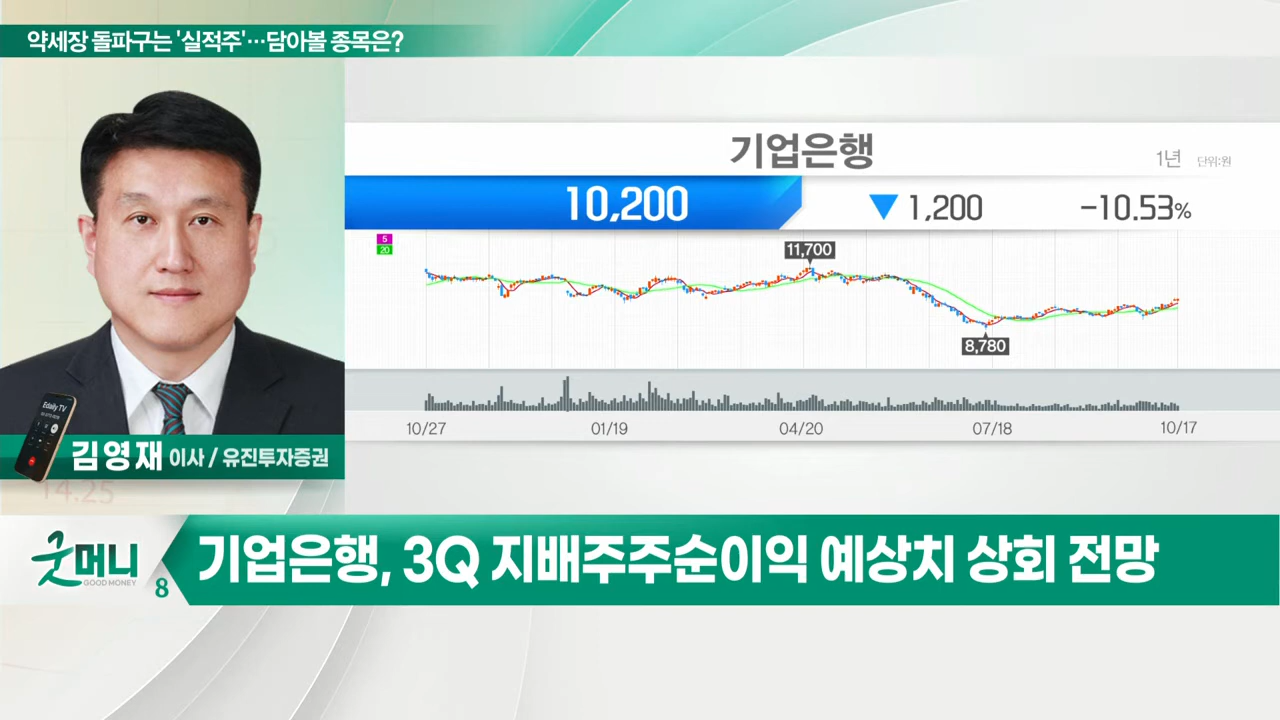 약세장 돌파구는 '실적주'…담아볼 종목은?
기업은행
1년 단위:원
10,200 ▼ 1,200 -10.53%
5
20
11,700
8,780
10/27 01/19 04/20 07/18 10/17
Edaily TV
김영재 이사 / 유진투자증권
14.25
굿머니
GOOD MONEY
8
기업은행, 3Q 지배주주순이익 예상치 상회 전망